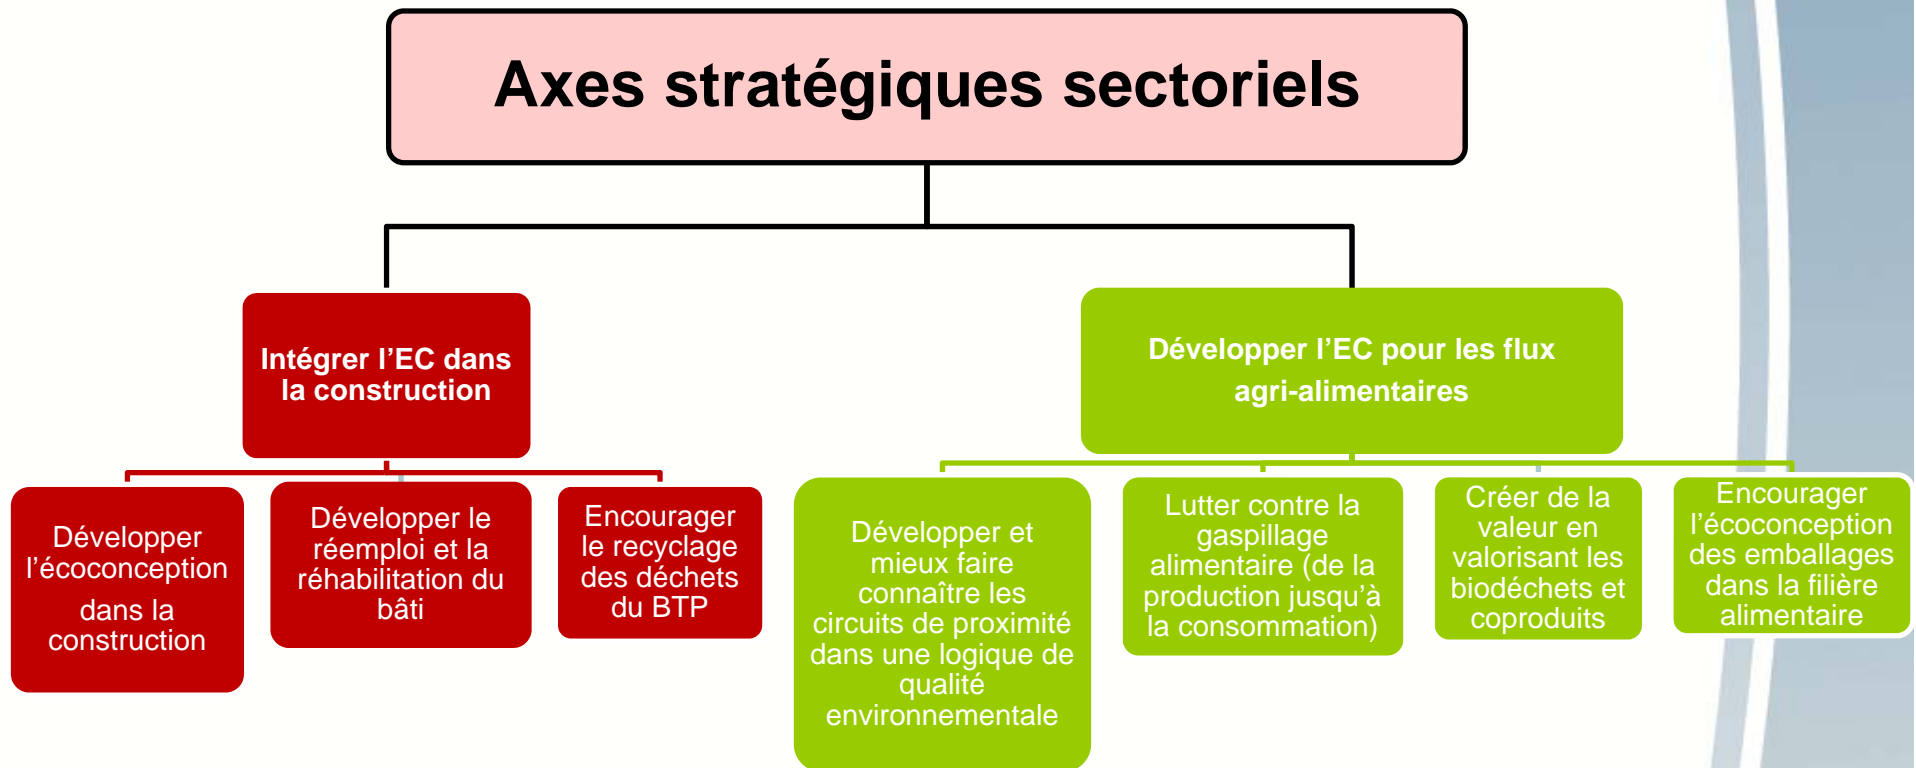 Axes stratégiques sectoriels
Intégrer l’EC dans
la construction
Développer l’EC pour les flux
agri-alimentaires
Développer
l’écoconception
dans la
construction
Développer le
réemploi et la
réhabilitation du
bâti
Encourager
le recyclage
des déchets
du BTP
Développer et
mieux faire
connaître les
circuits de proximité
dans une logique de
qualité
environnementale
Lutter contre la
gaspillage
alimentaire (de la
production jusqu’à
la consommation)
Créer de la
valeur en
valorisant les
biodéchets et
coproduits
Encourager
l’écoconception
des emballages
dans la filière
alimentaire